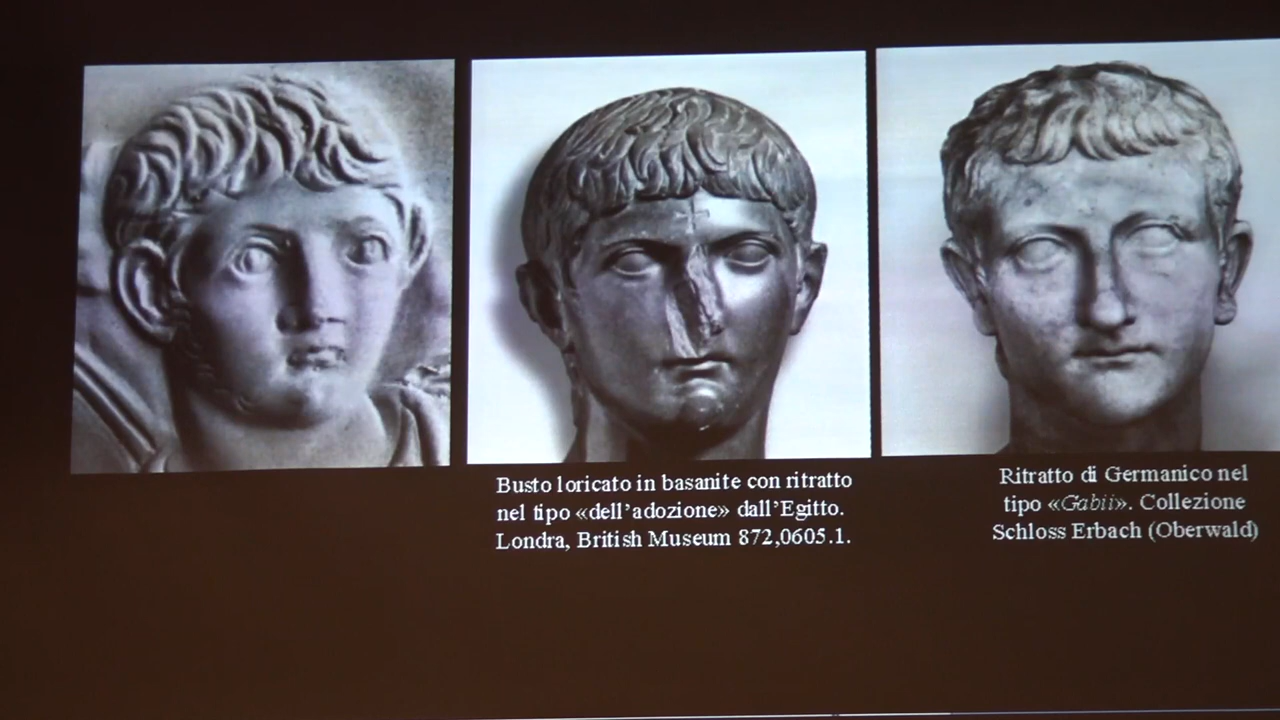 Busto loricato in basanite con ritratto
nel tipo «dell’adozione» dall’Egitto.
Londra, British Museum 872,0605.1.
Ritratto di Germanico nel
tipo «Gabii». Collezione
Schloss Erbach (Oberwald)